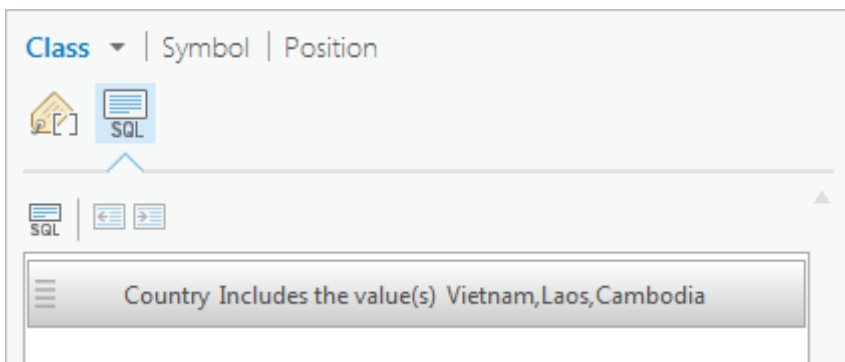 Class | Symbol | Position
SQL
SQL
Country Includes the value(s) Vietnam,Laos,Cambodia